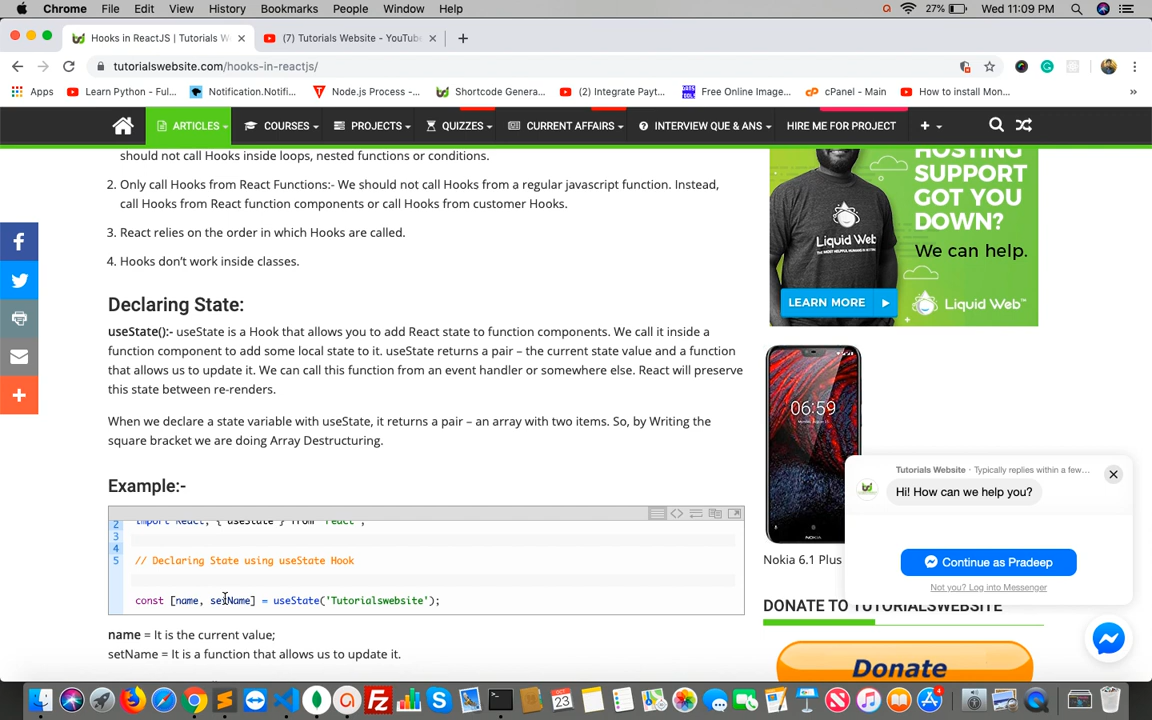 Chrome File Edit View History Bookmarks People Window Help 27% Wed 11:09 PM
Hooks in ReactJS | Tutorials W
(7) Tutorials Website - YouTube
tutorialswebsite.com/hooks-in-reactjs/
Apps Learn Python - Ful... Notification.Notifi... Node.js Process -... Shortcode Genera... (2) Integrate Payt... Free Online Image... cPanel - Main How to install Mon... »
ARTICLES COURSES PROJECTS QUIZZES CURRENT AFFAIRS INTERVIEW QUE & ANS HIRE ME FOR PROJECT
should not call Hooks inside loops, nested functions or conditions.
2. Only call Hooks from React Functions:- We should not call Hooks from a regular javascript function. Instead,
call Hooks from React function components or call Hooks from customer Hooks.
3. React relies on the order in which Hooks are called.
4. Hooks don't work inside classes.
Declaring State:
useState():- useState is a Hook that allows you to add React state to function components. We call it inside a
function component to add some local state to it. useState returns a pair – the current state value and a function
that allows us to update it. We can call this function from an event handler or somewhere else. React will preserve
this state between re-renders.
When we declare a state variable with useState, it returns a pair – an array with two items. So, by Writing the
square bracket we are doing Array Destructuring.
Example:-
2 import React, { useState } from 'react';
3
4
5 // Declaring State using useState Hook
const [name, setName] = useState('Tutorialswebsite');
name = It is the current value;
setName = It is a function that allows us to update it.
HOSTING
SUPPORT
GOT YOU
DOWN?
We can help.
Liquid Web
LEARN MORE
Liquid Web
06:59
Nokia 6.1 Plus
Tutorials Website · Typically replies within a few...
Hi! How can we help you?
Continue as Pradeep
Not you? Log into Messenger
DONATE TO TUTORIALSWEBSITE
Donate
23
4